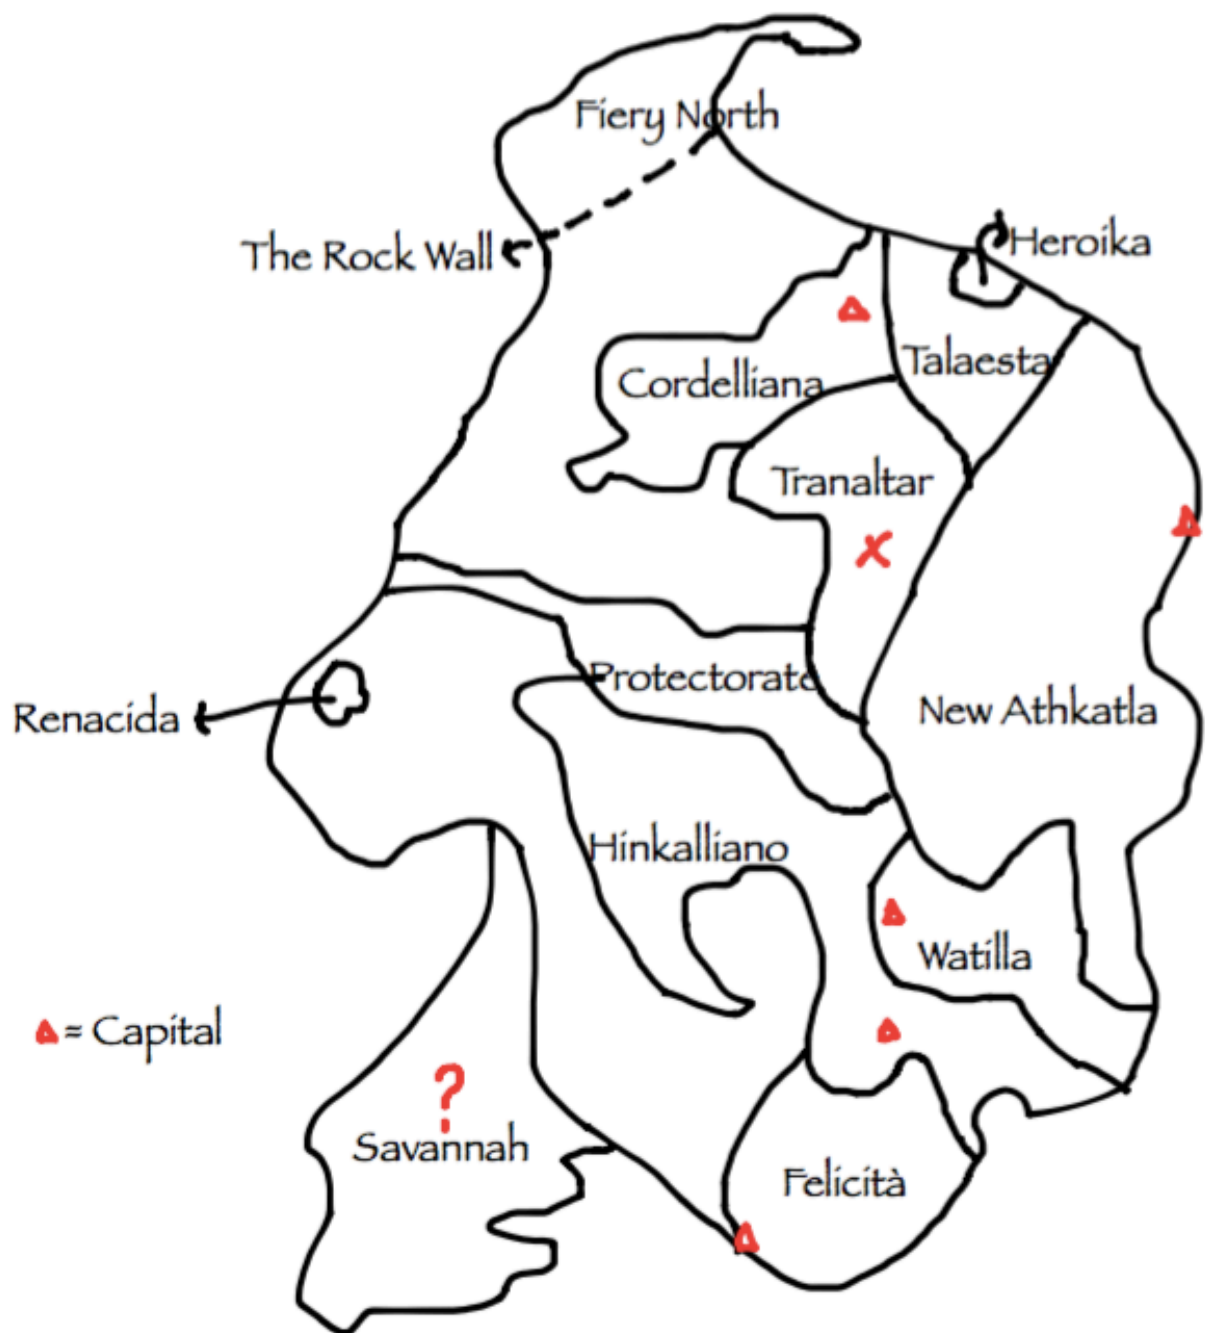 Fiery North
The Rock Wall
Heroika
Talaesta
Cordelliana
Tranaltar
X
Protectorate
Renacida
New Athkatla
Hinkalliano
Watilla
= Capital
?
Savannah
Felicità